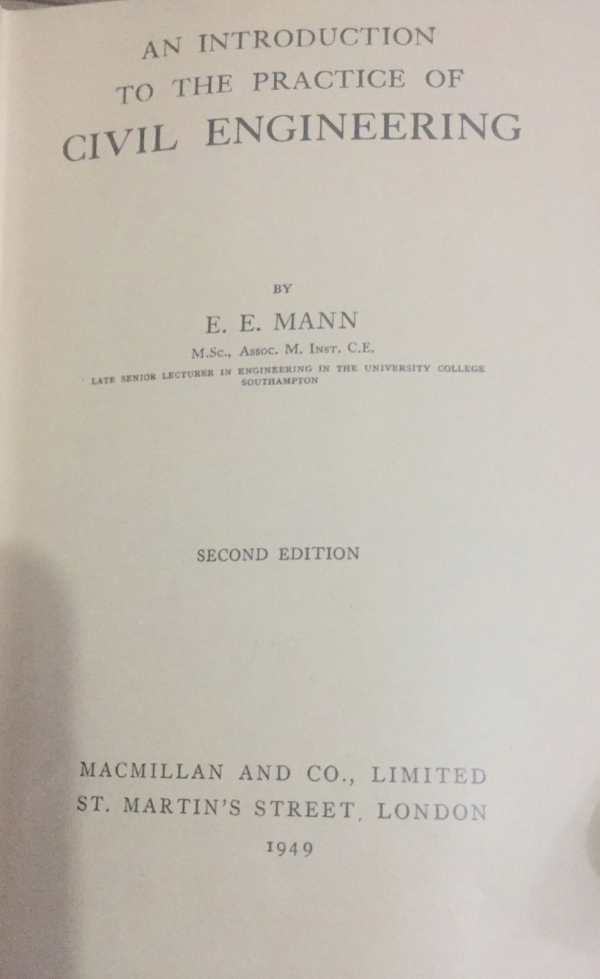 AN INTRODUCTION
TO THE PRACTICE OF
CIVIL ENGINEERING
BY
E. E. MANN
M.Sc., Assoc. M. Inst. C.E.
LATE SENIOR LECTURER IN ENGINEERING IN THE UNIVERSITY COLLEGE
SOUTHAMPTON
SECOND EDITION
MACMILLAN AND CO., LIMITED
ST. MARTIN'S STREET, LONDON
1949